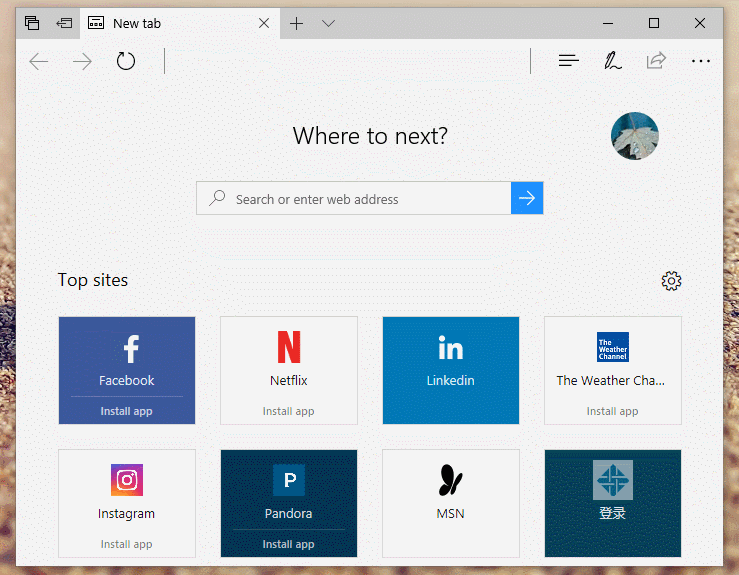 New tab
Where to next?
Search or enter web address
Top sites
f
Facebook
Install app
N
Netflix
Install app
in
Linkedin
The
Weather
Channel
The Weather Cha...
Install app
Instagram
Install app
P
Pandora
Install app
MSN
登录